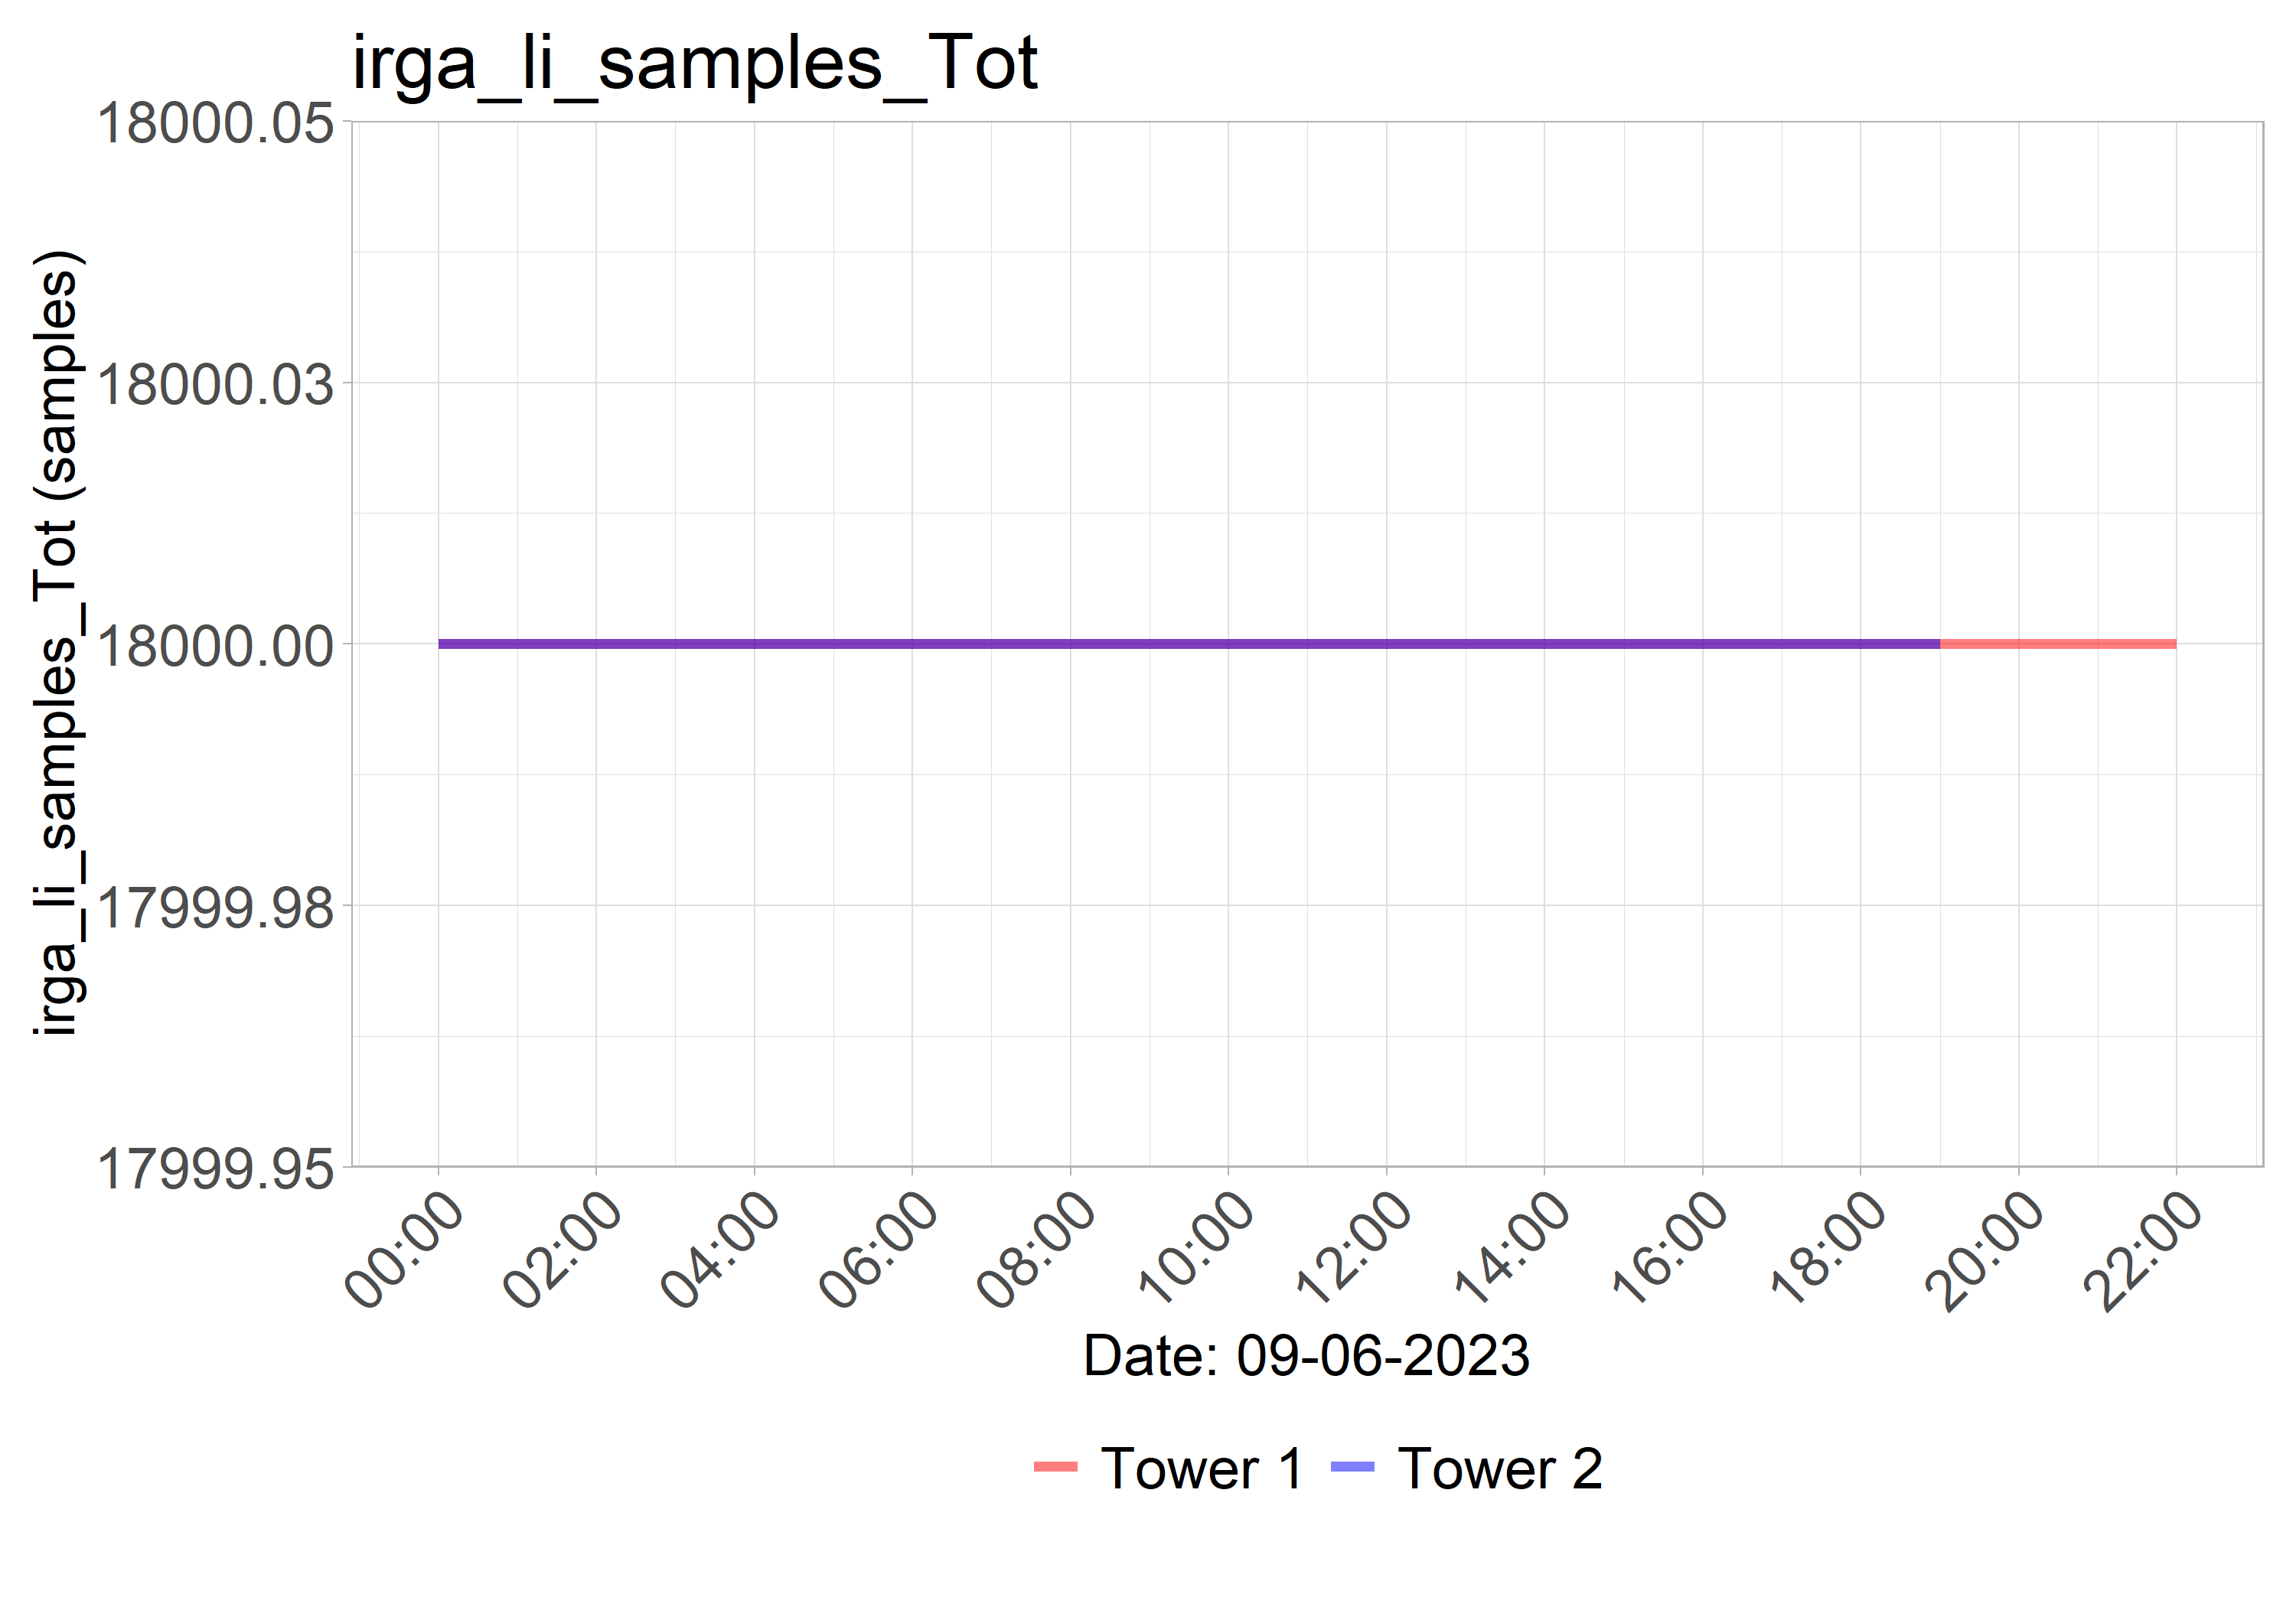 irga_li_samples_Tot
18000.05
18000.03
18000.00
17999.98
17999.95
irga_li_samples_Tot (samples)
00:00 02:00 04:00 06:00 08:00 10:00 12:00 14:00 16:00 18:00 20:00 22:00
Date: 09-06-2023
Tower 1 Tower 2